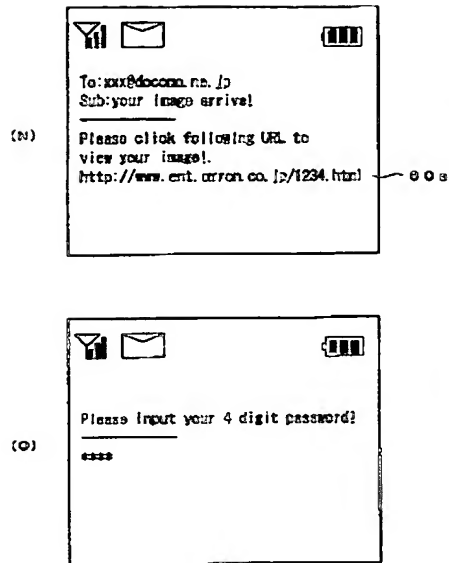 To:xxx@docomo.ne.jp
Sub:your image arrival
(N)
Please click following URL to
view your image!.
http://www.ent.omron.co.jp/1234.html
Please input your 4 digit password!
(O)
****